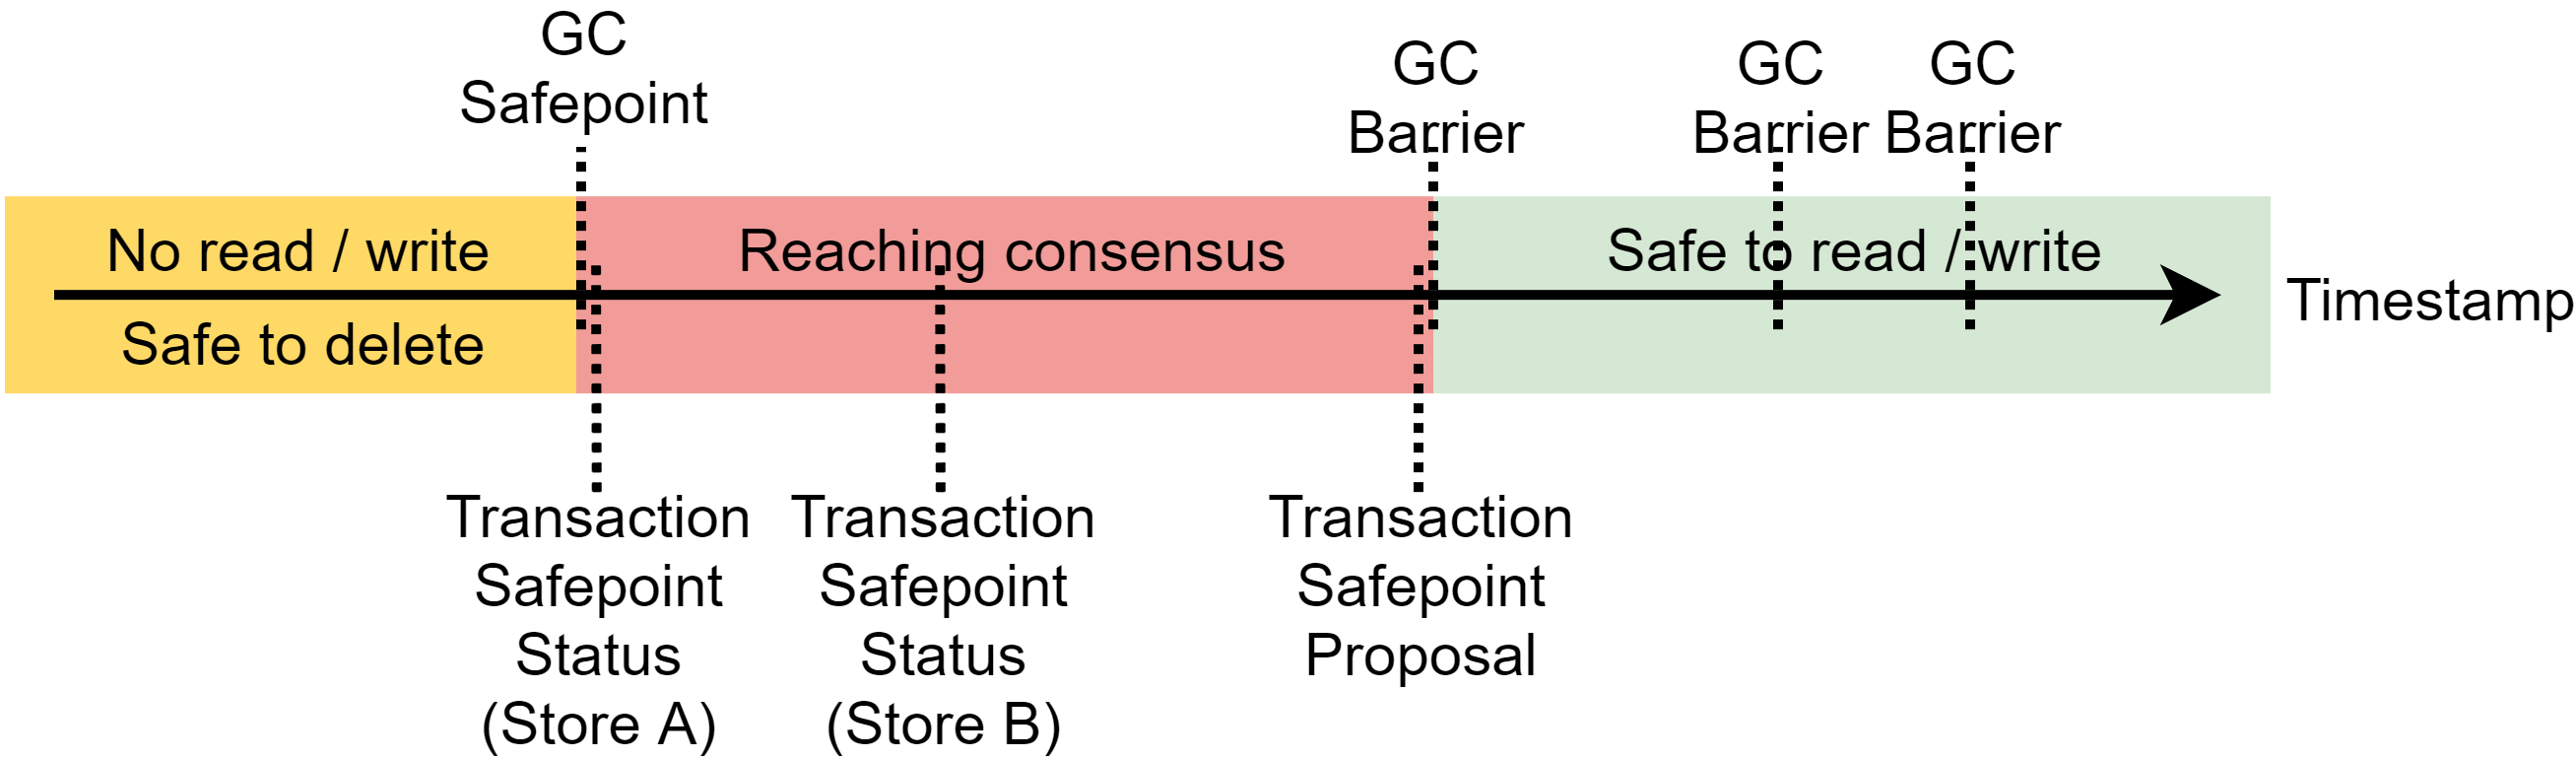 GC
Safepoint
GC
Barrier
GC
Barrier
GC
Barrier
No read / write
Reaching consensus
Safe to read / write
Timestamp
Safe to delete
Transaction
Safepoint
Status
(Store A)
Transaction
Safepoint
Status
(Store B)
Transaction
Safepoint
Proposal